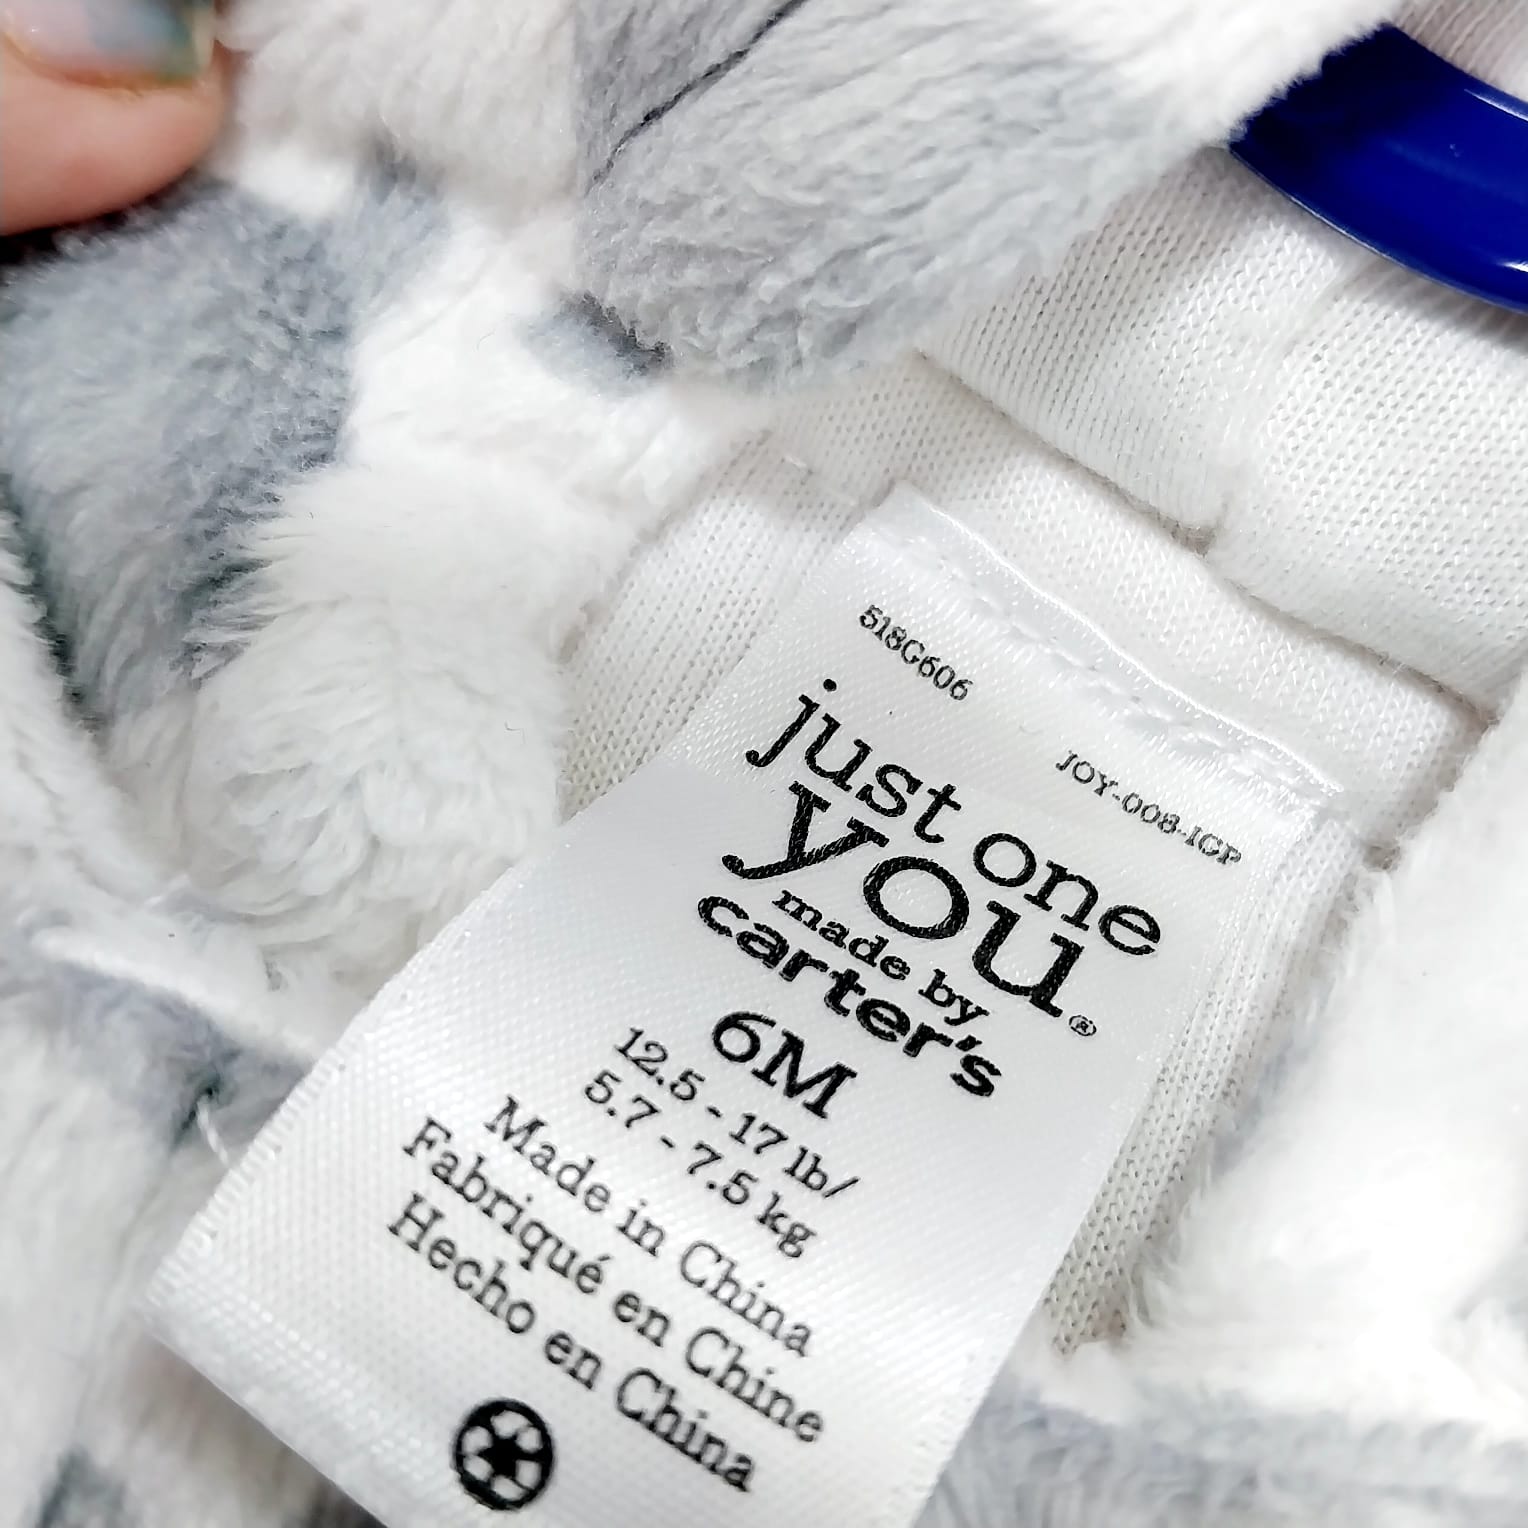 518G606
JOY-008-IGP
just one
you®
made by
carter's
6M
12.5 - 17 lb/
5.7 - 7.5 kg
Made in China
Fabriqué en Chine
Hecho en China